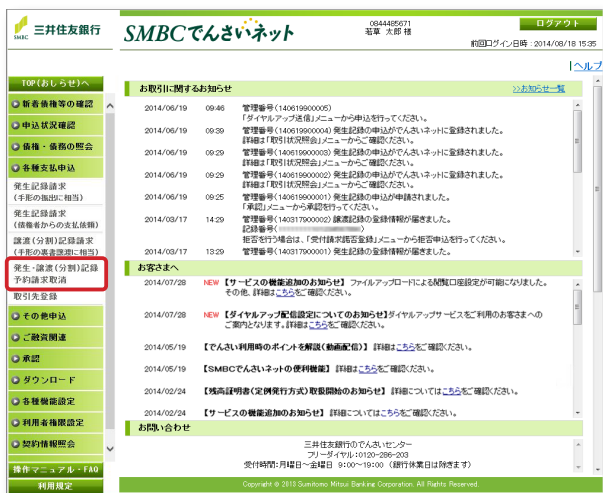 SMBC 三井住友銀行
SMBCでんさいネット
0844485671
若草 太郎 様
ログアウト
前回ログイン日時 : 2014/08/18 15:35
ヘルプ
TOP(おしらせ)へ
新着債権等の確認
申込状況確認
債権・債務の照会
各種支払申込
発生記録請求
(手形の振出に相当)
発生記録請求
(債権者からの支払依頼)
譲渡(分割)記録請求
(手形の裏書譲渡に相当)
発生・譲渡(分割)記録
予約請求取消
取引先登録
その他申込
ご融資関連
承認
ダウンロード
各種機能設定
利用者権限設定
契約情報照会
操作マニュアル・FAQ
利用規定
お取引に関するお知らせ
>>お知らせ一覧
2014/06/19 09:46 管理番号(140619900005)
「ダイヤルアップ送信」メニューから申込を行ってください。
2014/06/19 09:39 管理番号(140619900004) 発生記録の申込がでんさいネットに登録されました。
詳細は「取引状況照会」メニューからご確認ください。
2014/06/19 09:29 管理番号(140619900003) 発生記録の申込がでんさいネットに登録されました。
詳細は「取引状況照会」メニューからご確認ください。
2014/06/19 09:29 管理番号(140619900002) 発生記録の申込がでんさいネットに登録されました。
詳細は「取引状況照会」メニューからご確認ください。
2014/06/19 09:25 管理番号(140619900001) 発生記録の申込が申請されました。
「承認」メニューから承認を行ってください。
2014/03/17 14:29 管理番号(140317900002) 譲渡記録の登録情報が届きました。
記録番号( )
拒否を行う場合は、「受付請求諾否登録」メニューから拒否申込を行ってください。
2014/03/17 13:29 管理番号(140317900001) 発生記録の登録情報が届きました。
お客さまへ
2014/07/28 NEW 【サービスの機能追加のお知らせ】 ファイルアップロードによる閲覧口座設定が可能になりました。
その他、詳細はこちらをご確認ください。
2014/07/28 NEW 【ダイヤルアップ配信設定についてのお知らせ】ダイヤルアップサービスをご利用のお客さまへの
ご案内となります。詳細はこちらをご確認ください。
2014/05/19 【でんさい利用時のポイントを解説(動画配信)】 詳細はこちらをご確認ください。
2014/05/19 【SMBCでんさいネットの便利機能】 詳細はこちらをご確認ください。
2014/02/24 【残高証明書(定例発行方式)取扱開始のお知らせ】 詳細についてはこちらをご確認ください。
2014/02/24 【サービスの機能追加のお知らせ】 詳細についてはこちらをご確認ください。
お問い合わせ
三井住友銀行のでんさいセンター
フリーダイヤル:0120-286-203
受付時間:月曜日～金曜日 9:00～19:00 (銀行休業日は除きます)
Copyright © 2013 Sumitomo Mitsui Banking Corporation. All Rights Reserved.